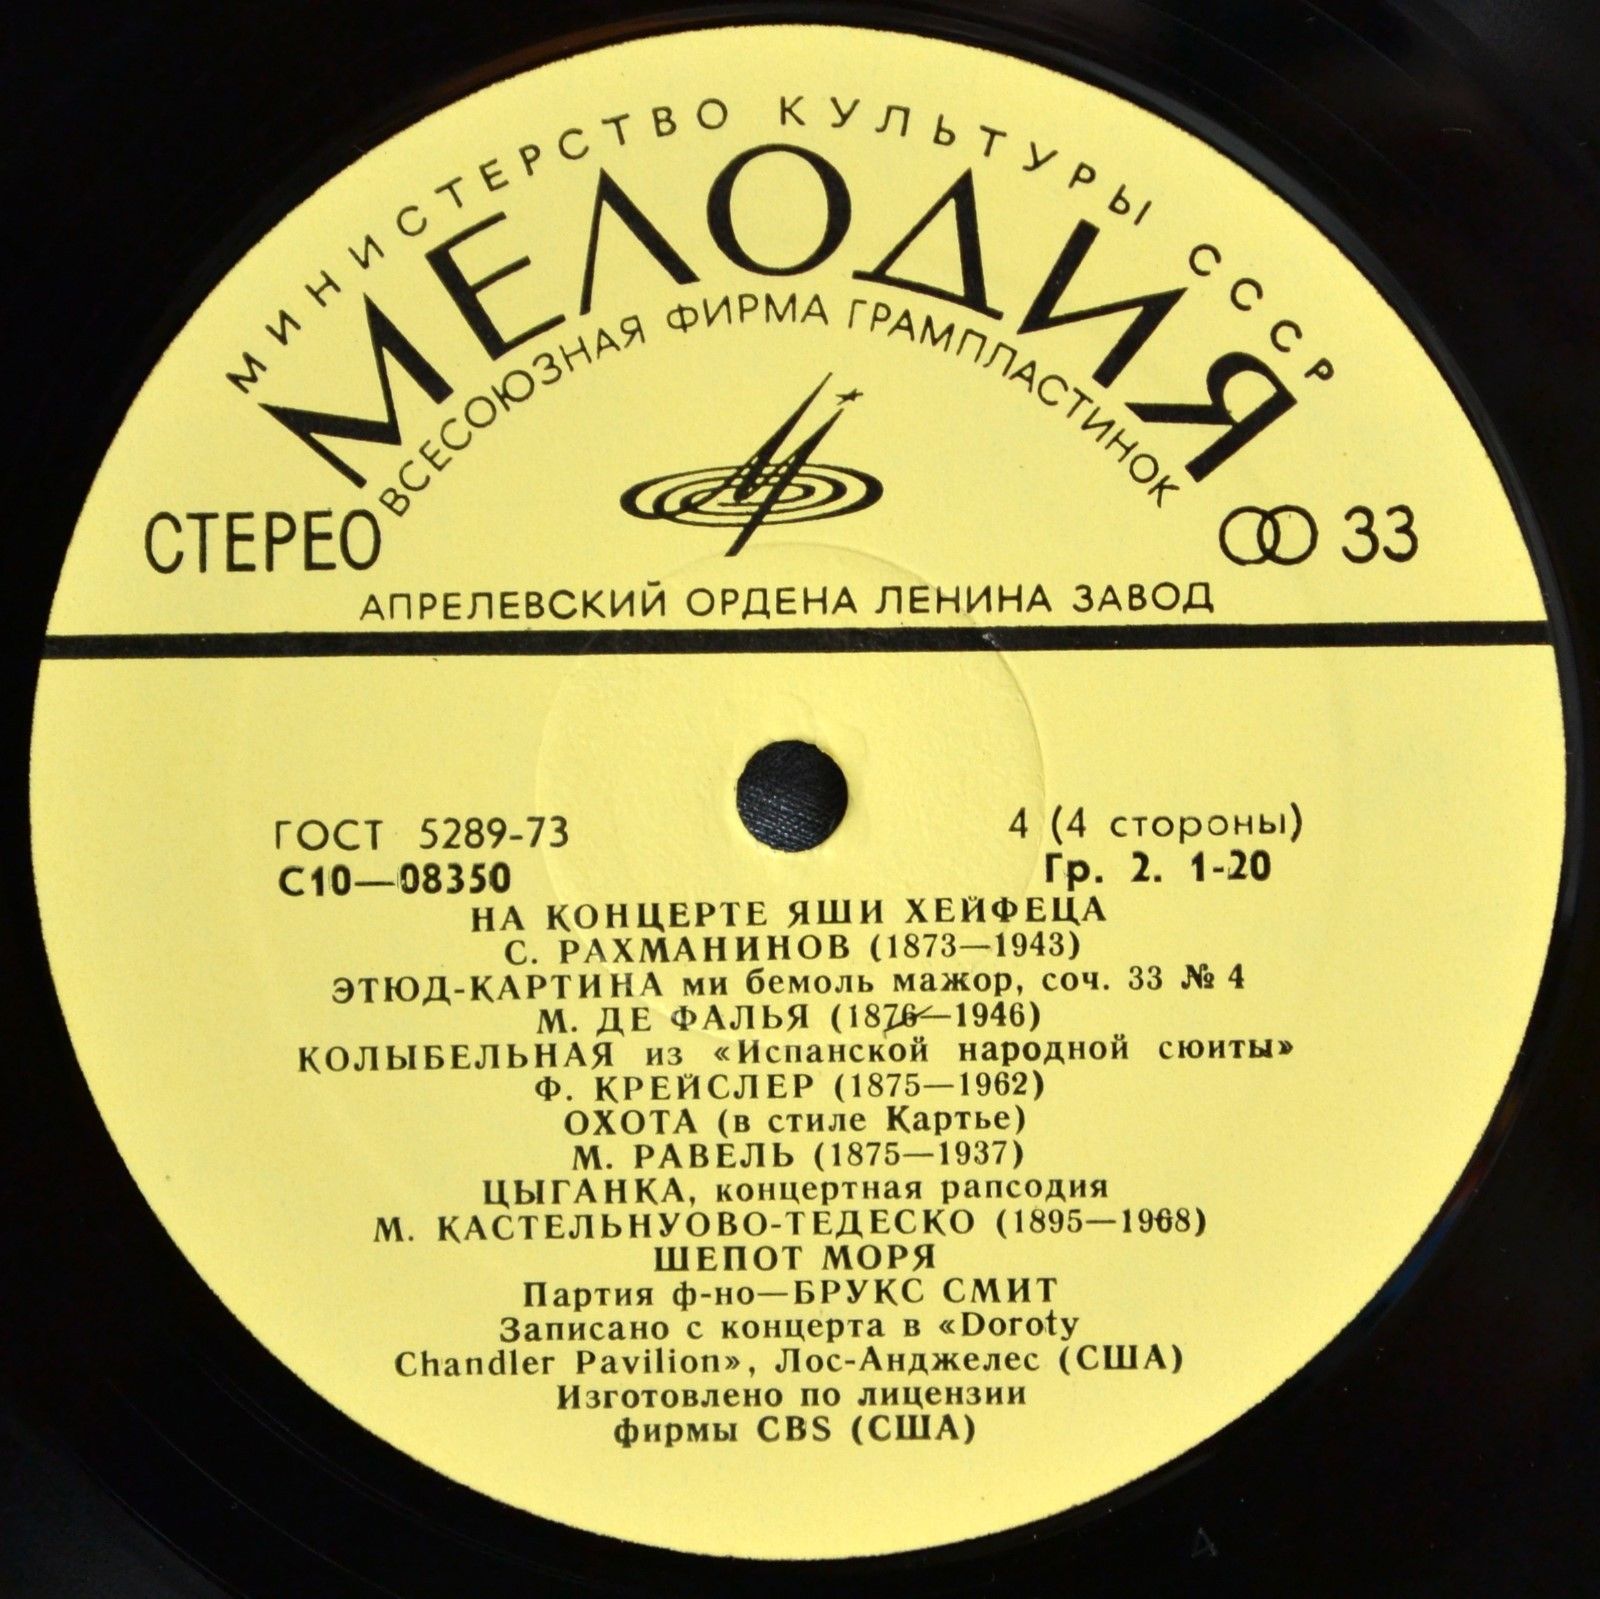 МИНИСТЕРСТВО КУЛЬТУРЫ СССР
МЕЛОДИЯ
ВСЕСОЮЗНАЯ ФИРМА ГРАМПЛАСТИНОК
СТЕРЕО
33
АПРЕЛЕВСКИЙ ОРДЕНА ЛЕНИНА ЗАВОД
ГОСТ 5289-73
4 (4 стороны)
С10—08350
Гр. 2. 1-20
НА КОНЦЕРТЕ ЯШИ ХЕЙФЕЦА
С. РАХМАНИНОВ (1873—1943)
ЭТЮД-КАРТИНА ми бемоль мажор, соч. 33 № 4
М. ДЕ ФАЛЬЯ (1876—1946)
КОЛЫБЕЛЬНАЯ из «Испанской народной сюиты»
Ф. КРЕЙСЛЕР (1875—1962)
ОХОТА (в стиле Картье)
М. РАВЕЛЬ (1875—1937)
ЦЫГАНКА, концертная рапсодия
М. КАСТЕЛЬНУОВО-ТЕДЕСКО (1895—1968)
ШЕПОТ МОРЯ
Партия ф-но—БРУКС СМИТ
Записано с концерта в «Doroty
Chandler Pavilion», Лос-Анджелес (США)
Изготовлено по лицензии
фирмы CBS (США)
4